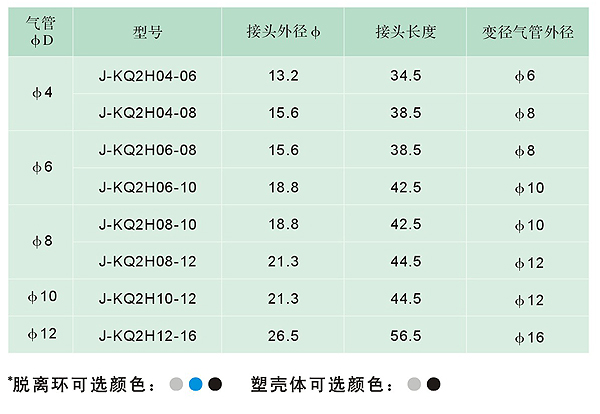 气管 φD 型号 接头外径 φ 接头长度 变径气管外径
φ4 J-KQ2H04-06 13.2 34.5 φ6
J-KQ2H04-08 15.6 38.5 φ8
φ6 J-KQ2H06-08 15.6 38.5 φ8
J-KQ2H06-10 18.8 42.5 φ10
φ8 J-KQ2H08-10 18.8 42.5 φ10
J-KQ2H08-12 21.3 44.5 φ12
φ10 J-KQ2H10-12 21.3 44.5 φ12
φ12 J-KQ2H12-16 26.5 56.5 φ16
*脱离环可选颜色： 塑壳体可选颜色：